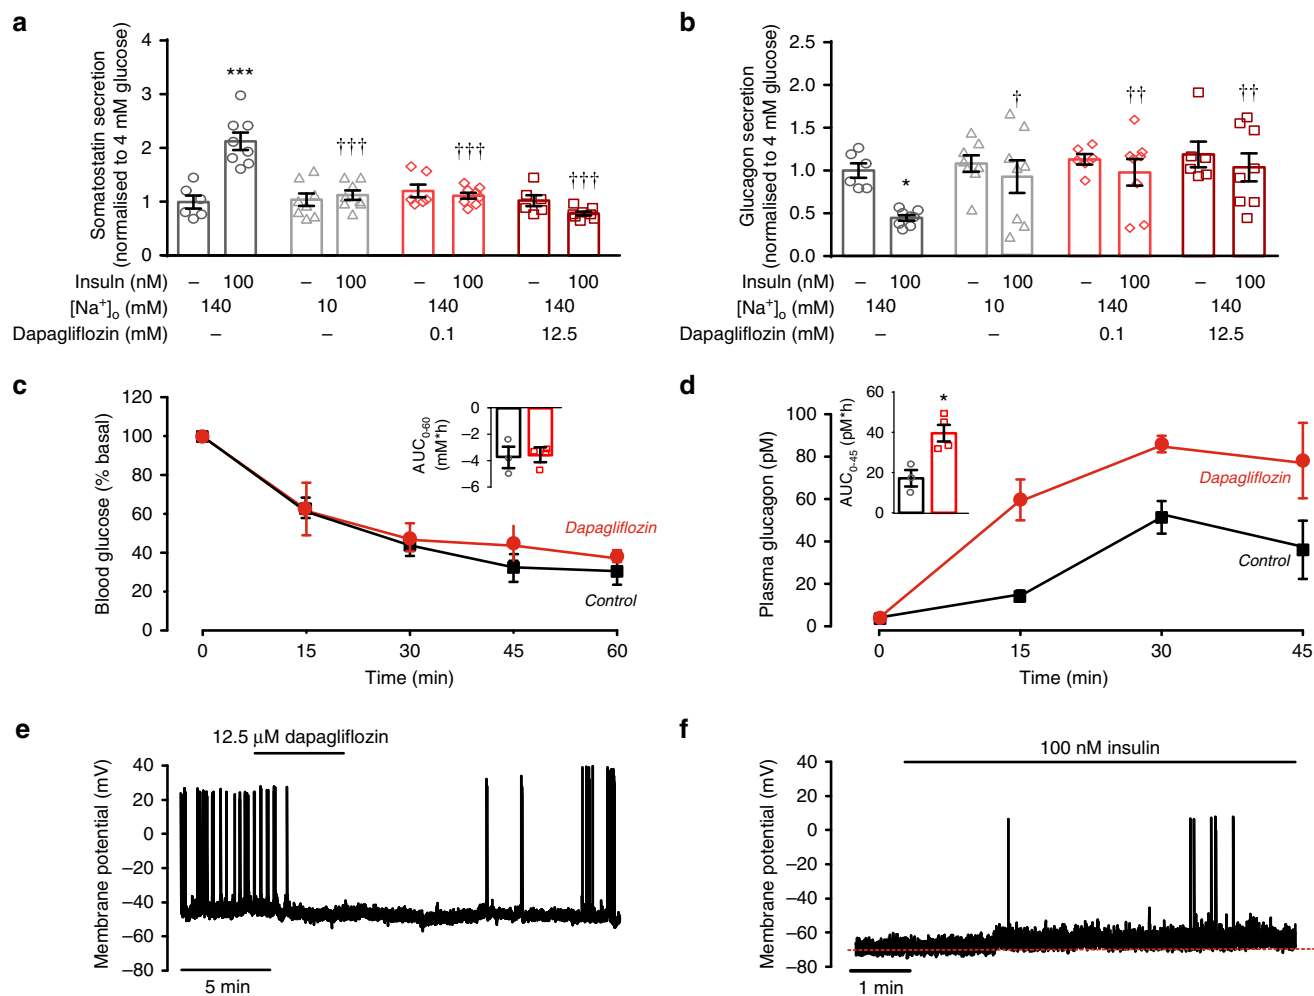 a
Somatostatin secretion
(normalised to 4 mM glucose)
4
3
2
1
0
***
†††
†††
†††
Insuln (nM) – 100 – 100 – 100 – 100
[Na⁺]ₒ (mM) 140 10 140 140
Dapagliflozin (mM) – – 0.1 12.5
b
Glucagon secretion
(normalised to 4 mM glucose)
2.5
2.0
1.5
1.0
0.5
0.0
*
†
††
††
Insulin (nM) – 100 – 100 – 100 – 100
[Na⁺]ₒ (mM) 140 10 140 140
Dapagliflozin (mM) – – 0.1 12.5
c
Blood glucose (% basal)
120
100
80
60
40
20
0
AUC₀₋₆₀
(mM*h)
0
–2
–4
–6
Dapagliflozin
Control
0 15 30 45 60
Time (min)
d
Plasma glucagon (pM)
100
80
60
40
20
0
AUC₀₋₄₅ (pM*h)
60
40
20
0
*
Dapagliflozin
Control
0 15 30 45
Time (min)
e
12.5 μM dapagliflozin
Membrane potential (mV)
40
20
0
–20
–40
–60
–80
5 min
f
100 nM insulin
Membrane potential (mV)
40
20
0
–20
–40
–60
–80
1 min